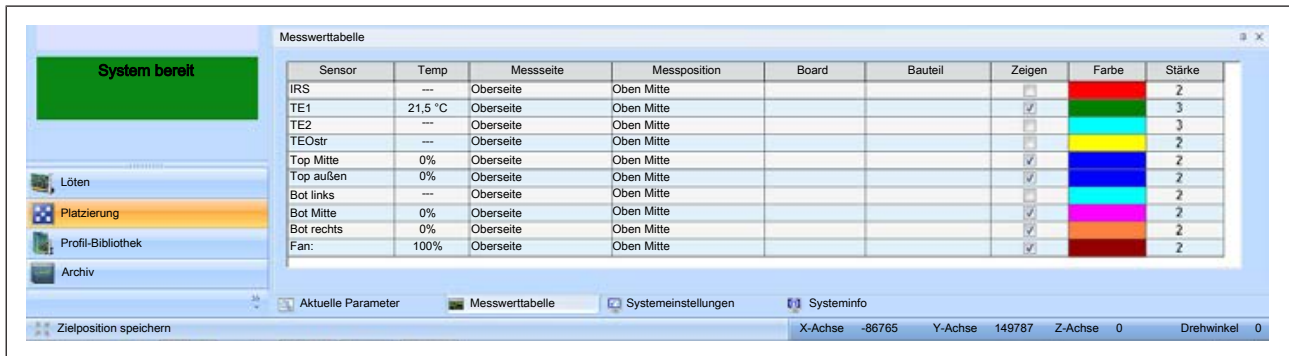 Messwerttabelle
System bereit
Sensor Temp Messseite Messposition Board Bauteil Zeigen Farbe Stärke
IRS --- Oberseite Oben Mitte 2
TE1 21,5 °C Oberseite Oben Mitte 3
TE2 --- Oberseite Oben Mitte 3
TEOstr --- Oberseite Oben Mitte 2
Top Mitte 0% Oberseite Oben Mitte 2
Top außen 0% Oberseite Oben Mitte 2
Bot links --- Oberseite Oben Mitte 2
Bot Mitte 0% Oberseite Oben Mitte 2
Bot rechts 0% Oberseite Oben Mitte 2
Fan: 100% Oberseite Oben Mitte 2
Löten
Platzierung
Profil-Bibliothek
Archiv
Aktuelle Parameter Messwerttabelle Systemeinstellungen Systeminfo
Zielposition speichern X-Achse -86765 Y-Achse 149787 Z-Achse 0 Drehwinkel 0